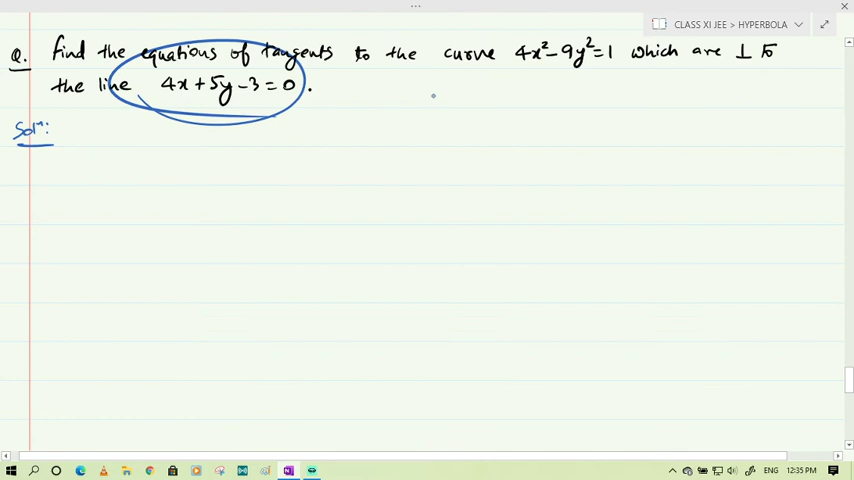 CLASS XI JEE > HYPERBOLA
Q. Find the equations of tangents to the curve 4x²-9y²=1 which are ⊥ to
the line 4x+5y-3=0.
Solⁿ:
ENG 12:35 PM